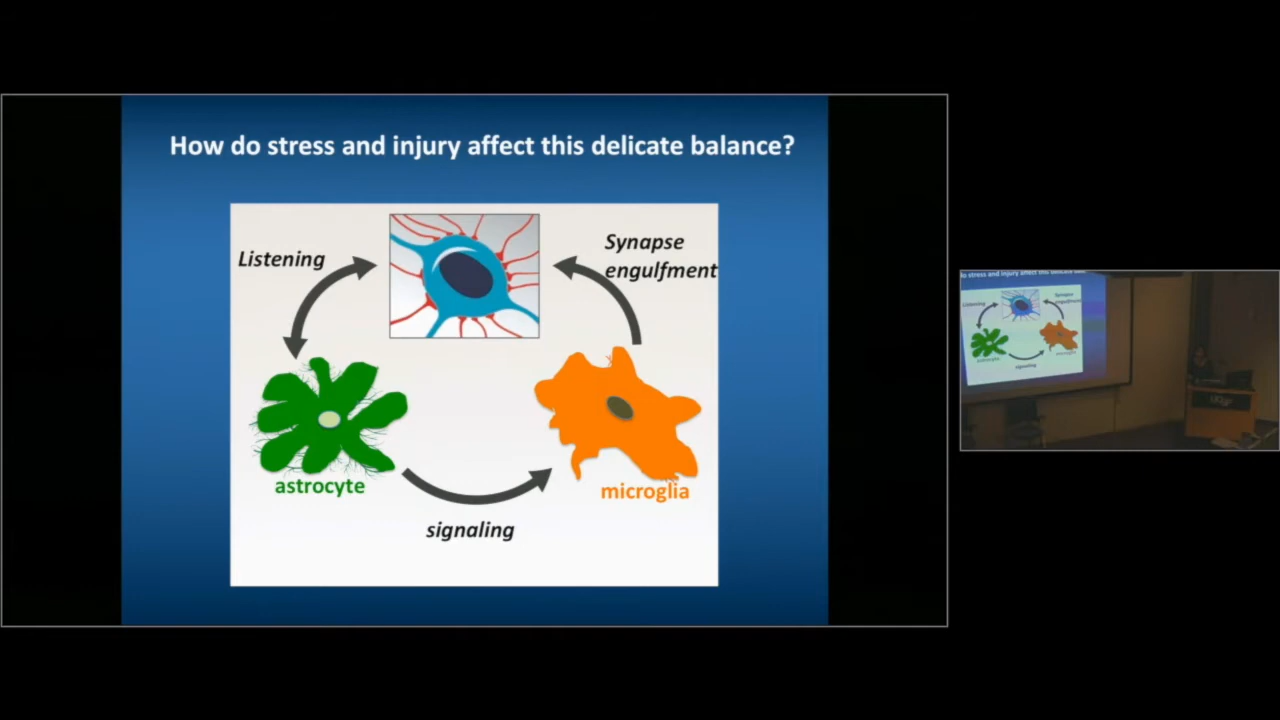 How do stress and injury affect this delicate balance?
Listening
Synapse
engulfment
astrocyte
microglia
signaling